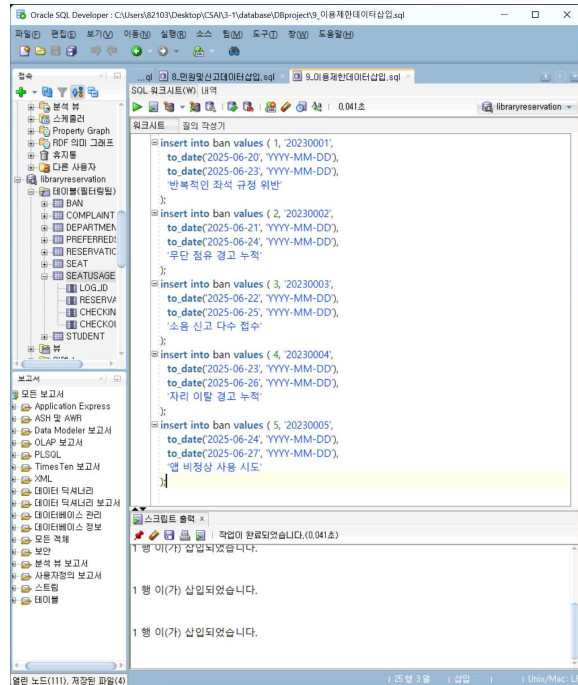 Oracle SQL Developer : C:\Users\82103\Desktop\CSAI\3-1\database\DBproject\9_이용제한데이터삽입.sql
파일(F) 편집(E) 보기(V) 이동(N) 실행(R) 소스 팀(M) 도구(T) 창(W) 도움말(H)
접속
분석 뷰
스케줄러
Property Graph
RDF 의미 그래프
휴지통
다른 사용자
libraryreservation
테이블(필터링됨)
BAN
COMPLAINT
DEPARTMEN
PREFERRED
RESERVATIO
SEAT
SEATUSAGE
LOG_ID
RESERVA
CHECKIN
CHECKOU
STUDENT
뷰
보고서
모든 보고서
Application Express
ASH 및 AWR
Data Modeler 보고서
OLAP 보고서
PLSQL
TimesTen 보고서
XML
데이터 딕셔너리
데이터 딕셔너리 보고서
데이터베이스 관리
데이터베이스 정보
모든 객체
보안
분석 뷰 보고서
사용자정의 보고서
스트림
테이블
...ql 8_민원및신고데이터삽입.sql 9_이용제한데이터삽입.sql
SQL 워크시트(W) 내역
0,041초 libraryreservation
워크시트 질의 작성기
insert into ban values ( 1, '20230001',
to_date('2025-06-20', 'YYYY-MM-DD'),
to_date('2025-06-23', 'YYYY-MM-DD'),
'반복적인 좌석 규정 위반'
);
insert into ban values ( 2, '20230002',
to_date('2025-06-21', 'YYYY-MM-DD'),
to_date('2025-06-24', 'YYYY-MM-DD'),
'무단 점유 경고 누적'
);
insert into ban values ( 3, '20230003',
to_date('2025-06-22', 'YYYY-MM-DD'),
to_date('2025-06-25', 'YYYY-MM-DD'),
'소음 신고 다수 접수'
);
insert into ban values ( 4, '20230004',
to_date('2025-06-23', 'YYYY-MM-DD'),
to_date('2025-06-26', 'YYYY-MM-DD'),
'자리 이탈 경고 누적'
);
insert into ban values ( 5, '20230005',
to_date('2025-06-24', 'YYYY-MM-DD'),
to_date('2025-06-27', 'YYYY-MM-DD'),
'앱 비정상 사용 시도'
);
스크립트 출력 ×
작업이 완료되었습니다.(0,041초)
1 행 이(가) 삽입되었습니다.
1 행 이(가) 삽입되었습니다.
1 행 이(가) 삽입되었습니다.
열린 노드(111), 저장된 파일(4)
25 행 3 열 삽입 Unix/Mac: LF